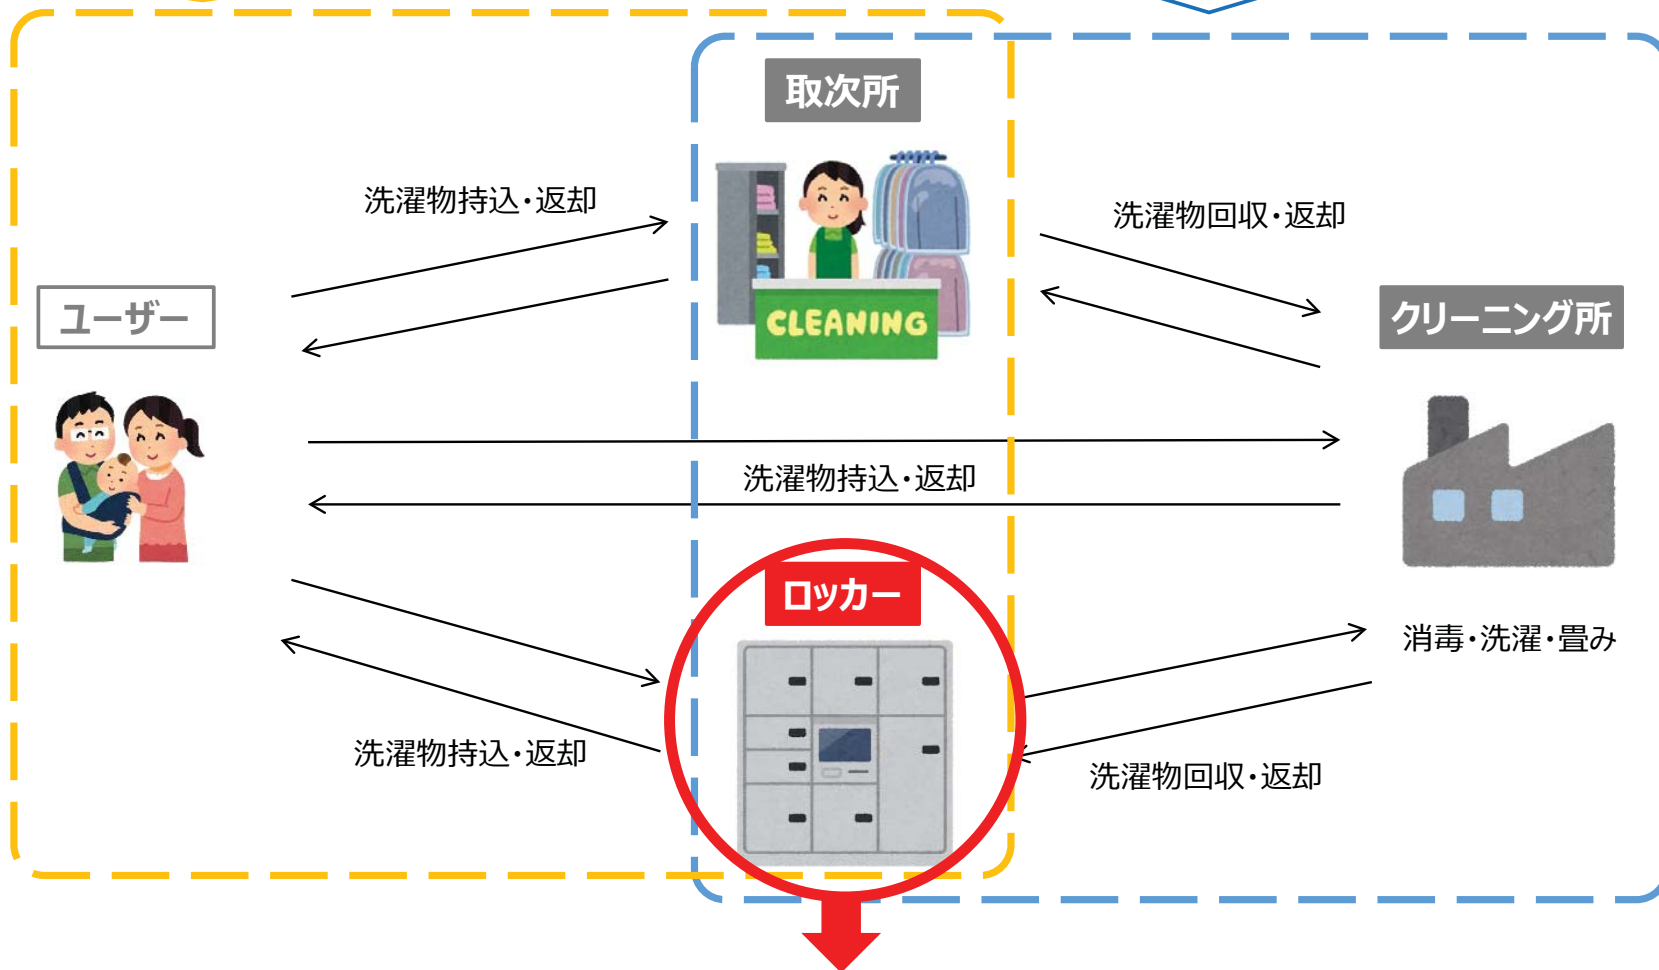 取次所
洗濯物持込・返却
洗濯物回収・返却
ユーザー
CLEANING
クリーニング所
洗濯物持込・返却
ロッカー
消毒・洗濯・畳み
洗濯物持込・返却
洗濯物回収・返却